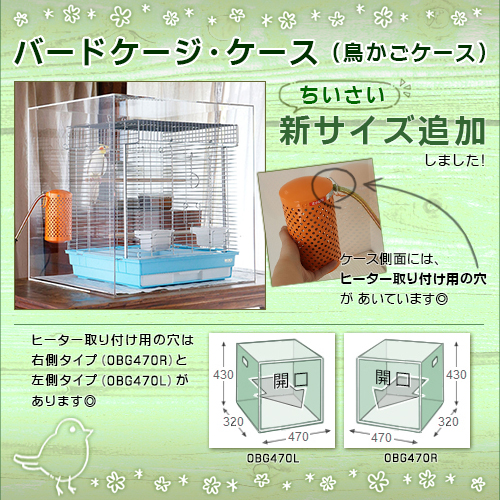 バードケージ・ケース（鳥かごケース）
ちいさい
新サイズ追加
しました!
ケース側面には、
ヒーター取り付け用の穴
が あいています◎
ヒーター取り付け用の穴は
右側タイプ（OBG470R）と
左側タイプ（OBG470L）が
あります◎
430
開口
320
470
OBG470L
開口
430
470
320
OBG470R